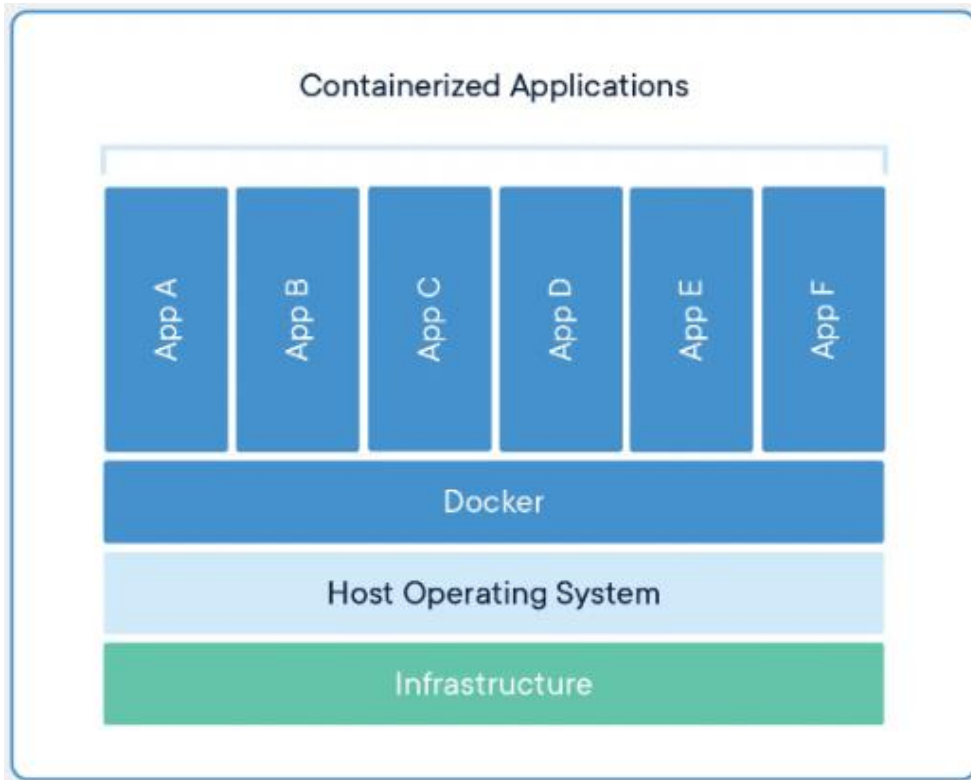 Containerized Applications
App A
App B
App C
App D
App E
App F
Docker
Host Operating System
Infrastructure